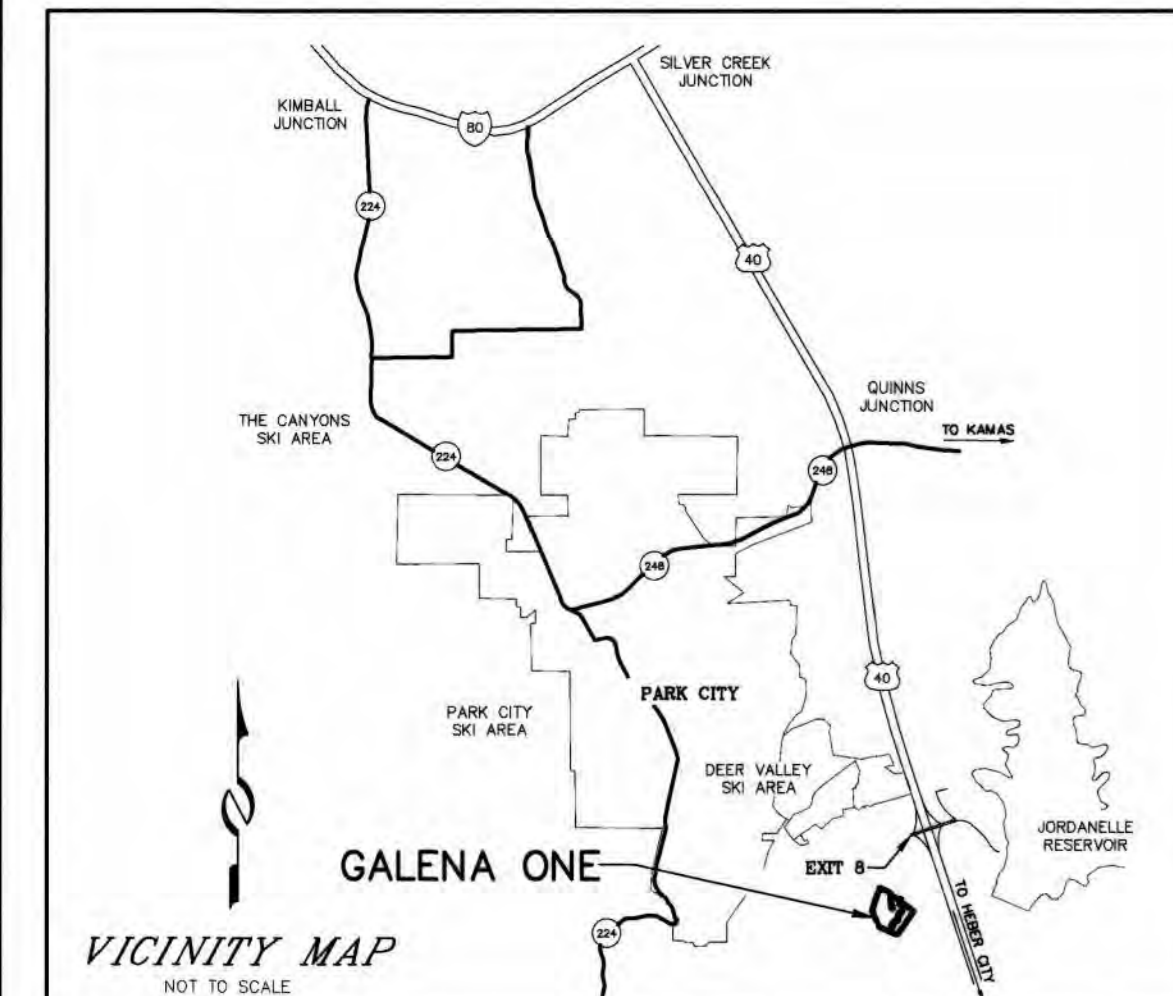 SILVER CREEK
JUNCTION
KIMBALL
JUNCTION
80
224
40
QUINNS
JUNCTION
TO KAMAS
THE CANYONS
SKI AREA
224
248
248
40
PARK CITY
PARK CITY
SKI AREA
DEER VALLEY
SKI AREA
JORDANELLE
RESERVOIR
GALENA ONE
EXIT 8
TO HEBER CITY
224
VICINITY MAP
NOT TO SCALE